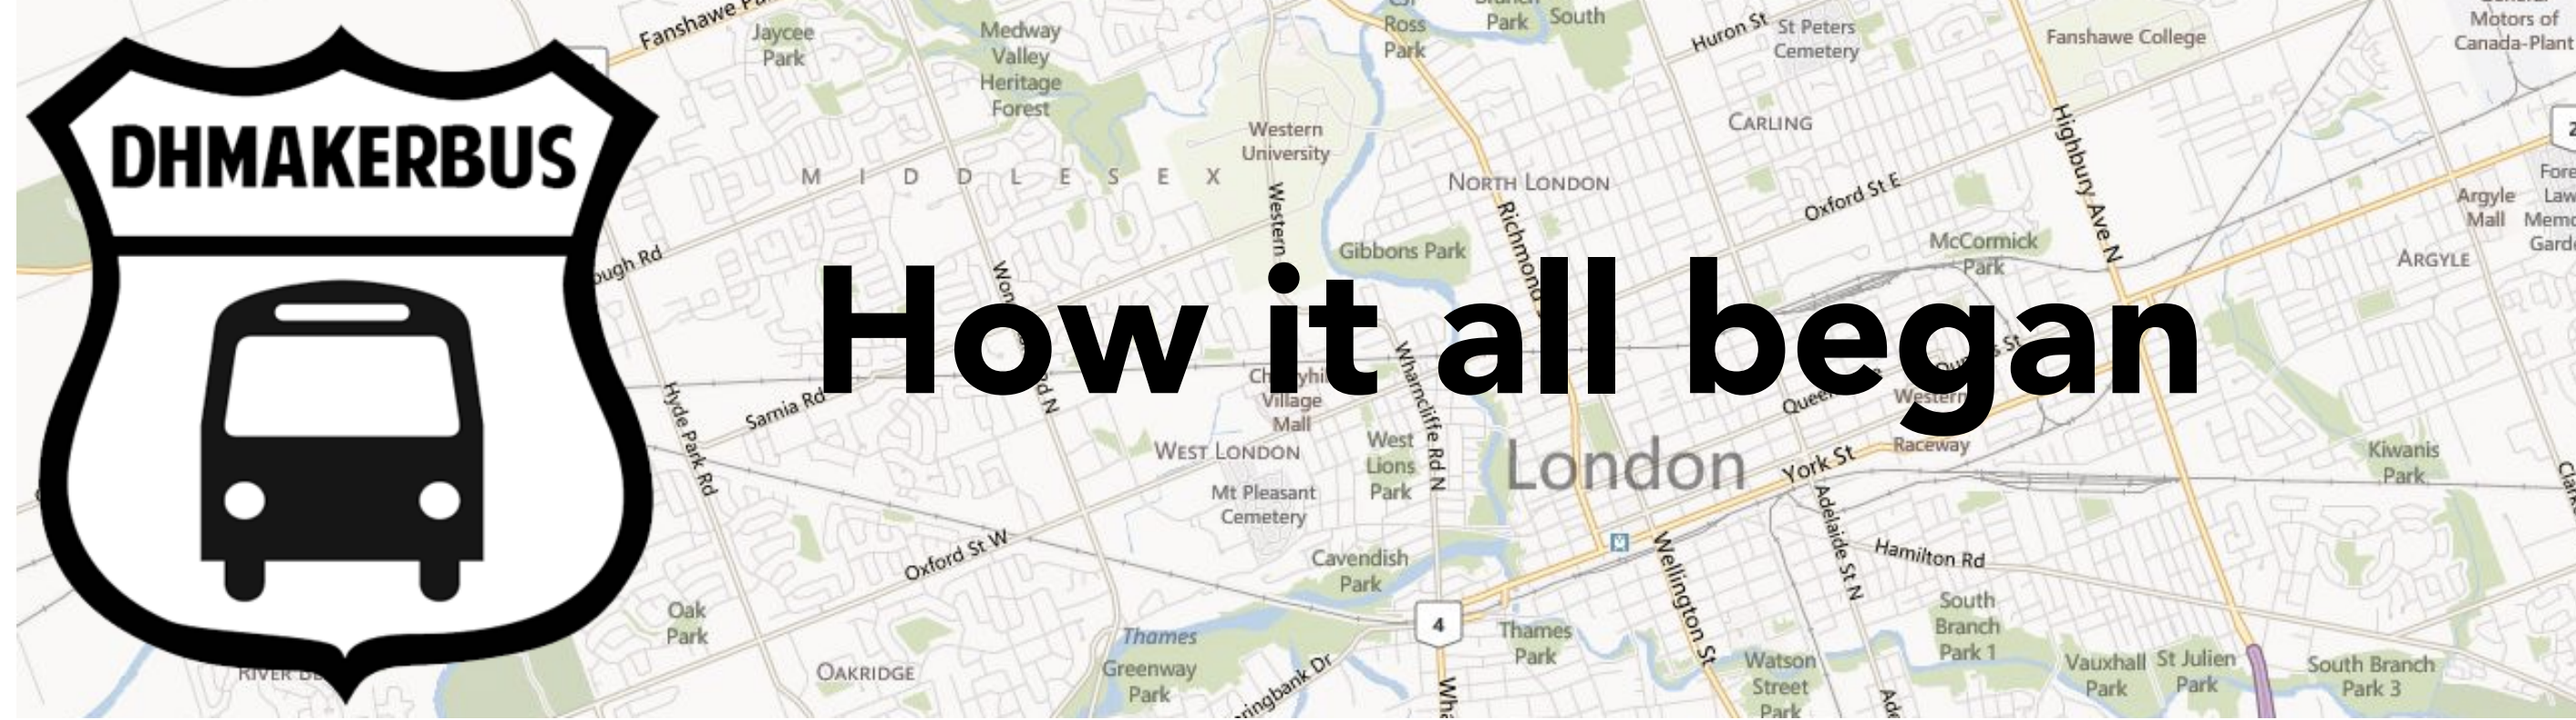 DHMAKERBUS
How it all began
Fanshawe
Jaycee
Park
Medway
Valley
Heritage
Forest
Ross
Park
Park
South
Huron St
St Peters
Cemetery
Fanshawe College
Motors of
Canada-Plant
Western
University
CARLING
MIDDLESEX
Western
NORTH LONDON
Richmond
Oxford St E
Highbury Ave N
Argyle
Mall
ARGYLE
Gibbons Park
McCormick
Park
Hyde Park Rd
Sarnia Rd
Village
Mall
Wharncliffe Rd N
Western
Raceway
WEST LONDON
West
Lions
Park
London
York St
Kiwanis
Park
Mt Pleasant
Cemetery
Oxford St W
Cavendish
Park
Wellington St
Adelaide St N
Hamilton Rd
Oak
Park
4
Thames
Park
South
Branch
Park 1
Thames
Greenway
Park
OAKRIDGE
Watson
Street
Park
Vauxhall
Park
St Julien
Park
South Branch
Park 3